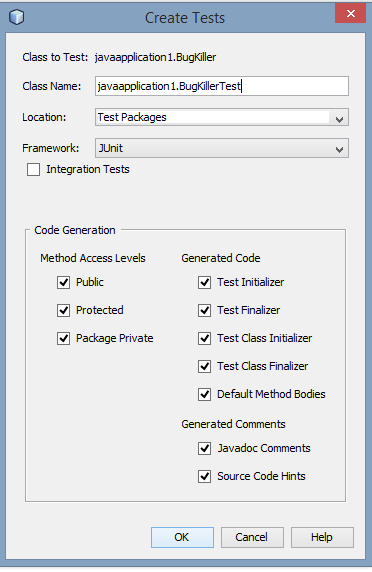 Create Tests
Class to Test: javaapplication1.BugKiller
Class Name: javaapplication1.BugKillerTest
Location: Test Packages
Framework: JUnit
Integration Tests
Code Generation
Method Access Levels Generated Code
Public Test Initializer
Protected Test Finalizer
Package Private Test Class Initializer
Test Class Finalizer
Default Method Bodies
Generated Comments
Javadoc Comments
Source Code Hints
OK Cancel Help